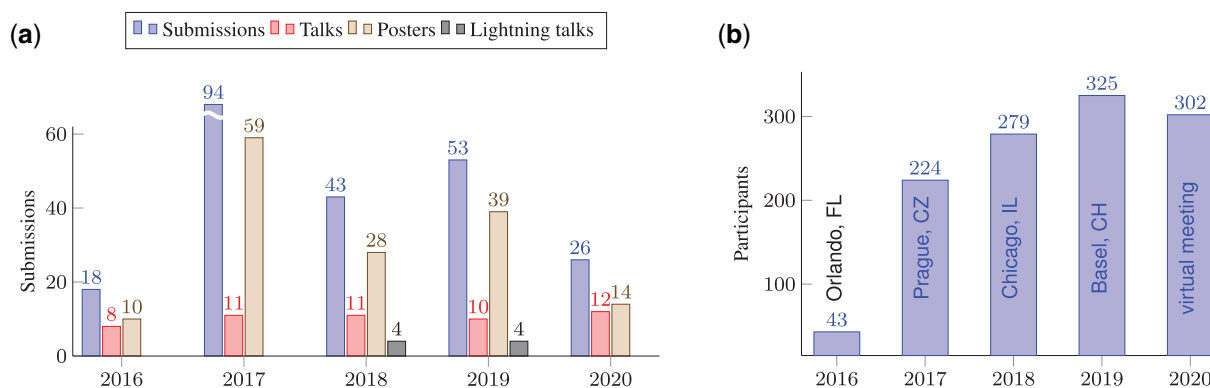 (a)
Submissions Talks Posters Lightning talks
Submissions
60
40
20
0
18
8
10
94
11
59
43
11
28
4
53
10
39
4
26
12
14
2016 2017 2018 2019 2020
(b)
Participants
300
200
100
43
Orlando, FL
224
Prague, CZ
279
Chicago, IL
325
Basel, CH
302
virtual meeting
2016 2017 2018 2019 2020